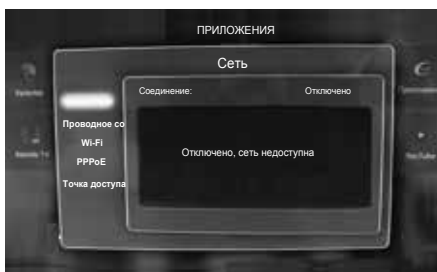 ПРИЛОЖЕНИЯ
Сеть
Соединение: Отключено
Проводное со
Wi-Fi
PPPoE
Точка доступа
Отключено, сеть недоступна
YouTube